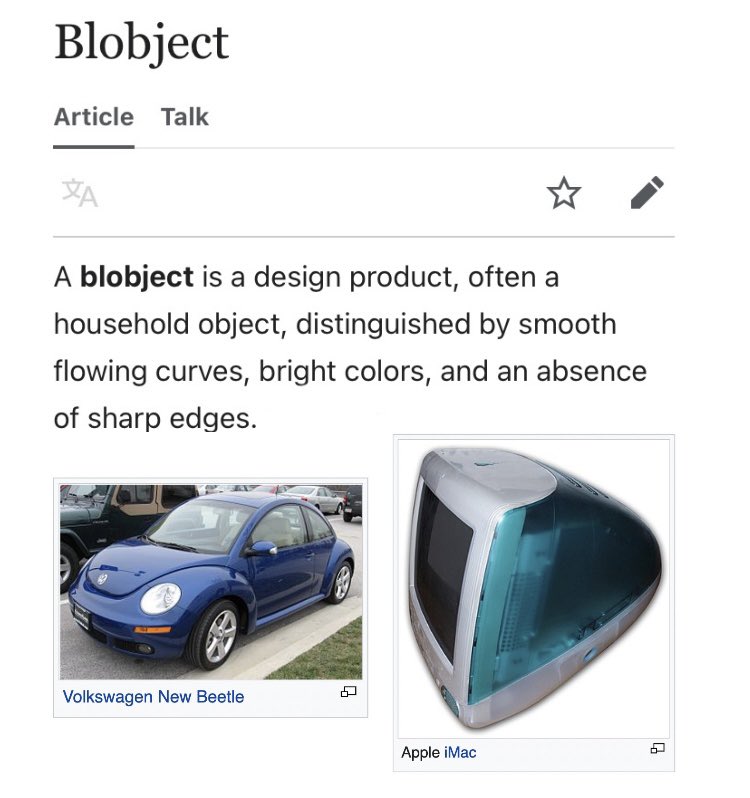 Blobject
Article Talk
A blobject is a design product, often a
household object, distinguished by smooth
flowing curves, bright colors, and an absence
of sharp edges.
Volkswagen New Beetle
Apple iMac